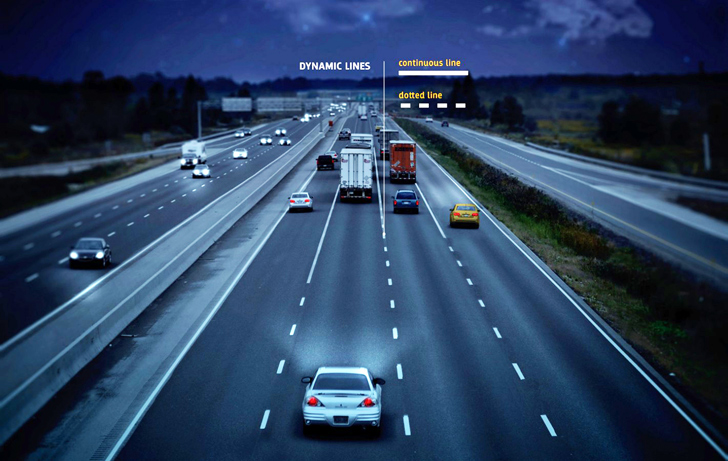 DYNAMIC LINES
continuous line
dotted line